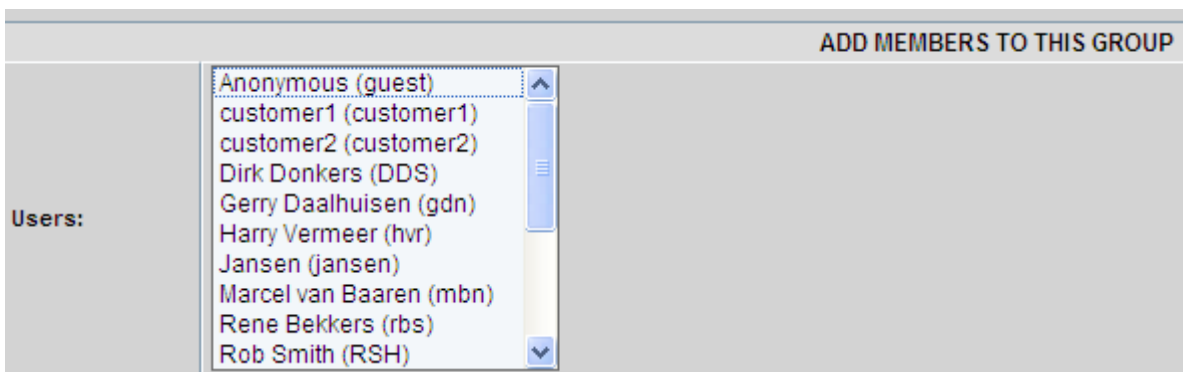 ADD MEMBERS TO THIS GROUP
Users:
Anonymous (guest)
customer1 (customer1)
customer2 (customer2)
Dirk Donkers (DDS)
Gerry Daalhuisen (gdn)
Harry Vermeer (hvr)
Jansen (jansen)
Marcel van Baaren (mbn)
Rene Bekkers (rbs)
Rob Smith (RSH)